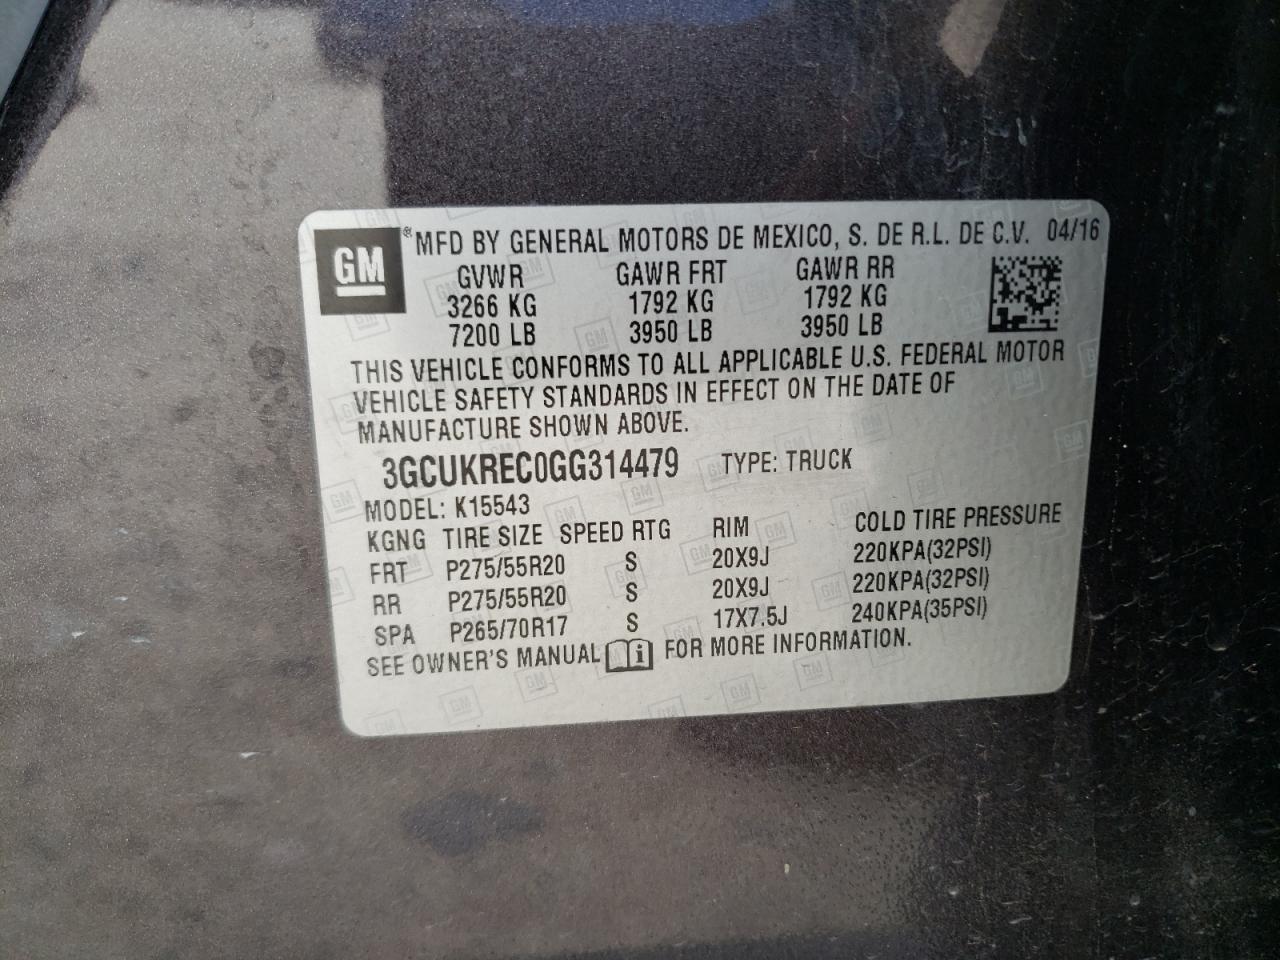 GM ® MFD BY GENERAL MOTORS DE MEXICO, S. DE R.L. DE C.V. 04/16
GVWR GAWR FRT GAWR RR
3266 KG 1792 KG 1792 KG
7200 LB 3950 LB 3950 LB
THIS VEHICLE CONFORMS TO ALL APPLICABLE U.S. FEDERAL MOTOR
VEHICLE SAFETY STANDARDS IN EFFECT ON THE DATE OF
MANUFACTURE SHOWN ABOVE.
3GCUKREC0GG314479 TYPE: TRUCK
MODEL: K15543
KGNG TIRE SIZE SPEED RTG RIM COLD TIRE PRESSURE
FRT P275/55R20 S 20X9J 220KPA(32PSI)
RR P275/55R20 S 20X9J 220KPA(32PSI)
SPA P265/70R17 S 17X7.5J 240KPA(35PSI)
SEE OWNER'S MANUAL i FOR MORE INFORMATION.